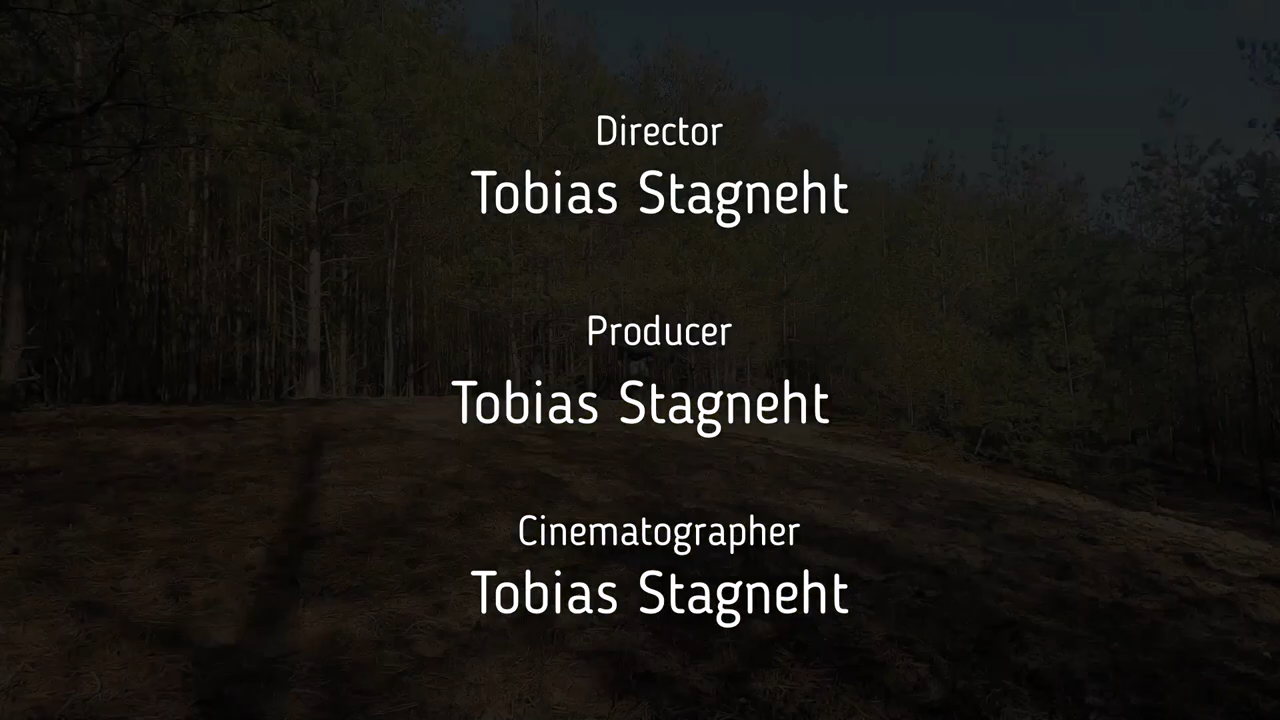 Director
Tobias Stagneht
Producer
Tobias Stagneht
Cinematographer
Tobias Stagneht